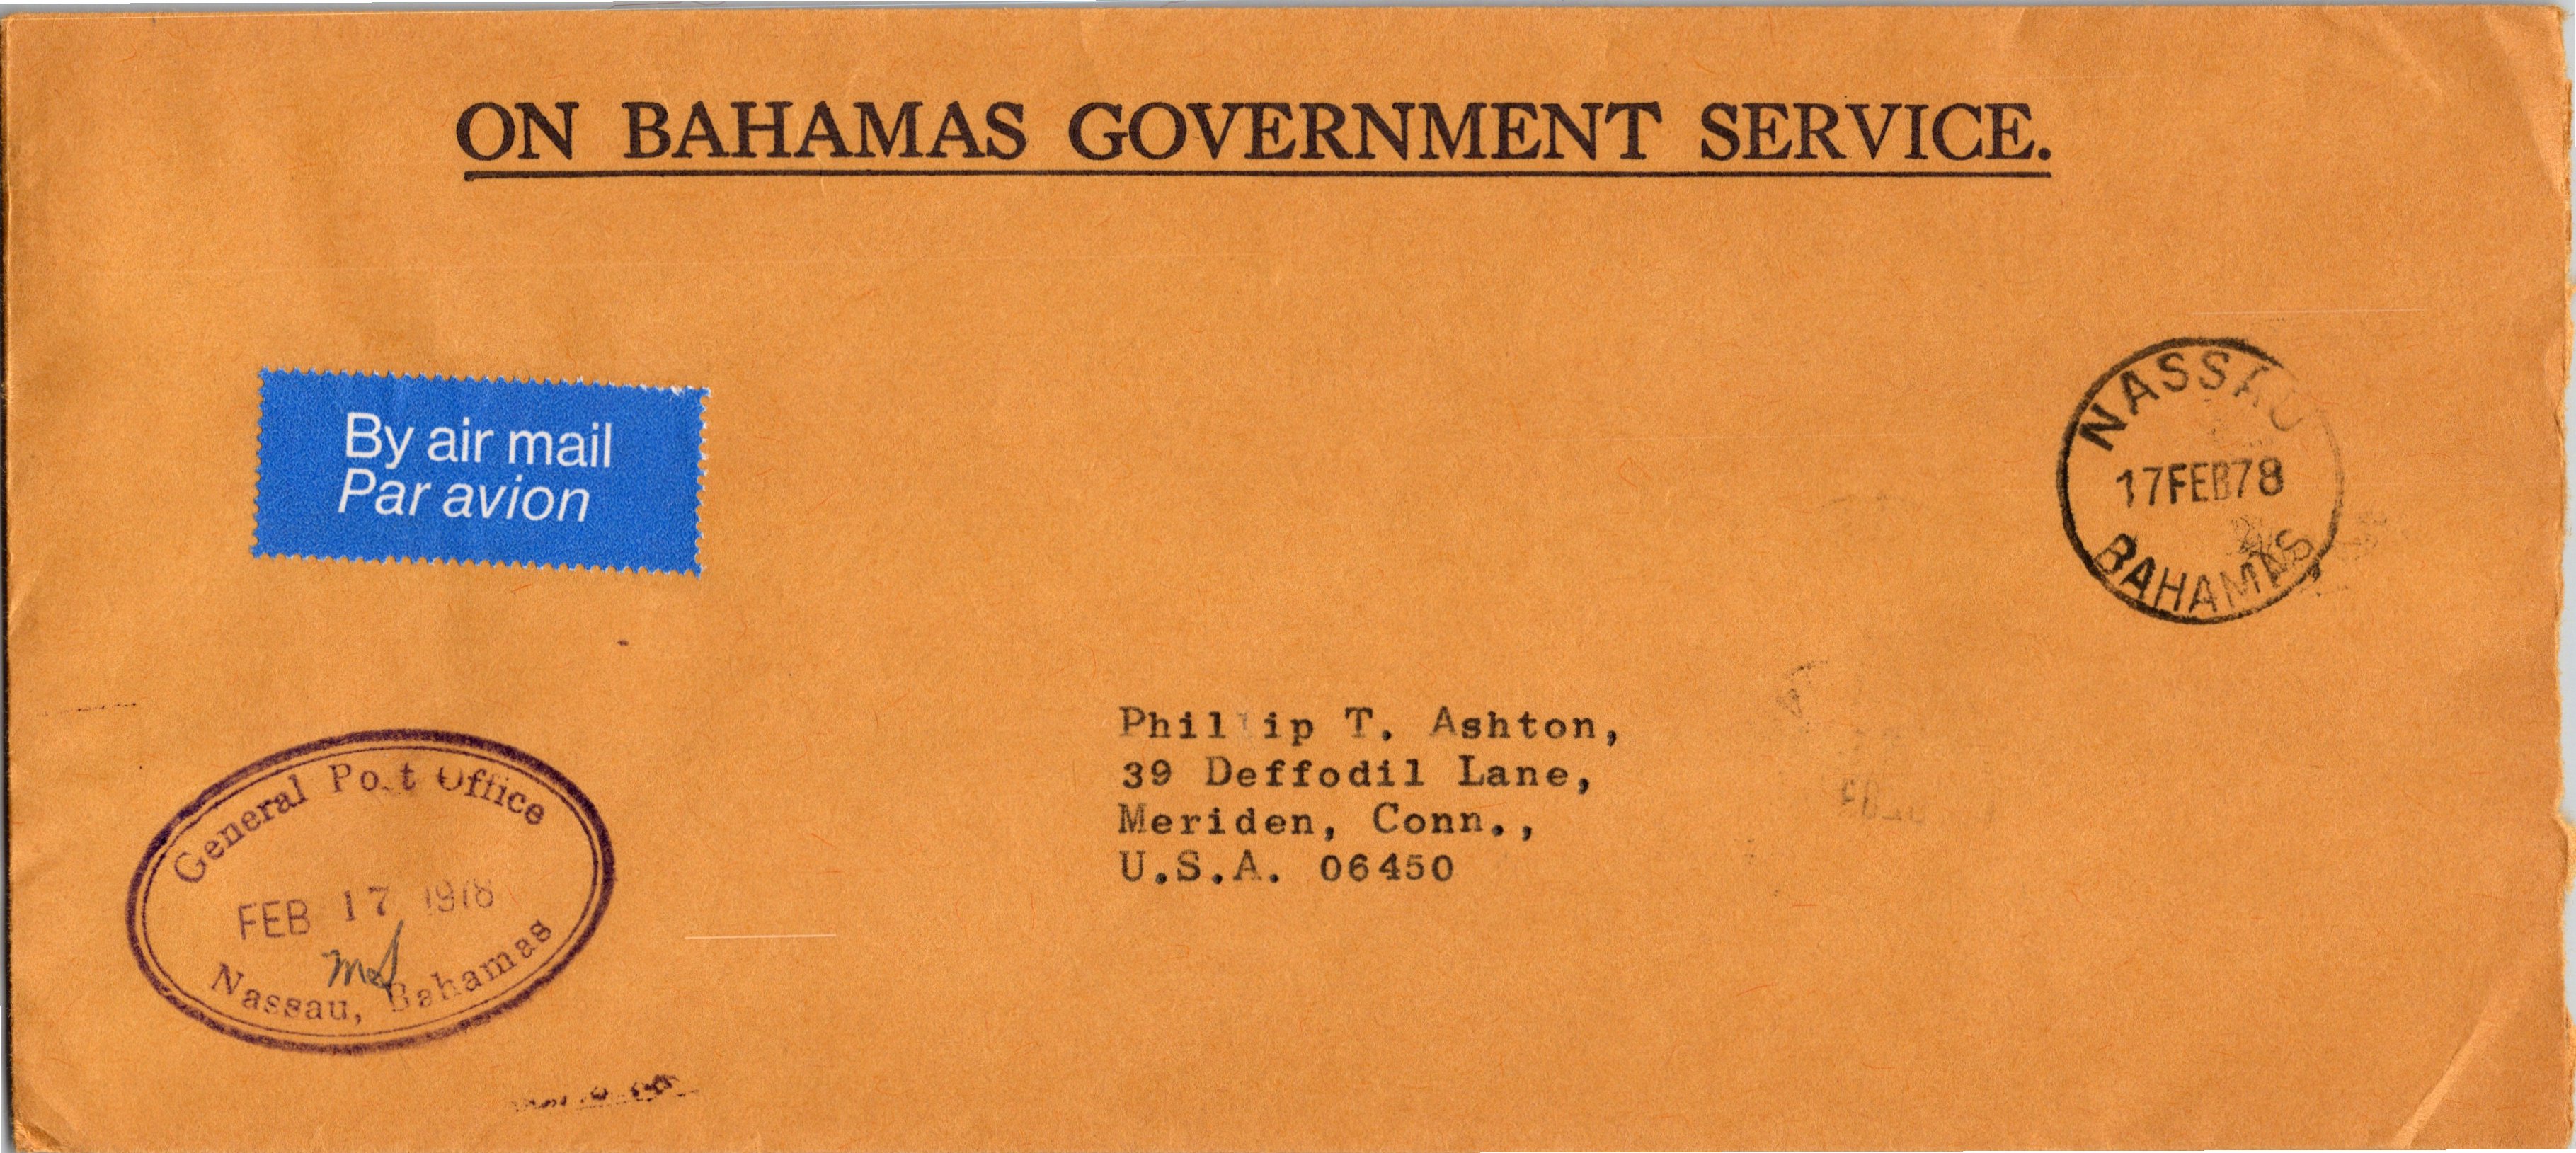 ON BAHAMAS GOVERNMENT SERVICE.
By air mail
Par avion
NASSAU
17FEB78
BAHAMAS
Phillip T. Ashton,
39 Deffodil Lane,
Meriden, Conn.,
U.S.A. 06450
General Post Office
FEB 17 1978
Nassau, Bahamas